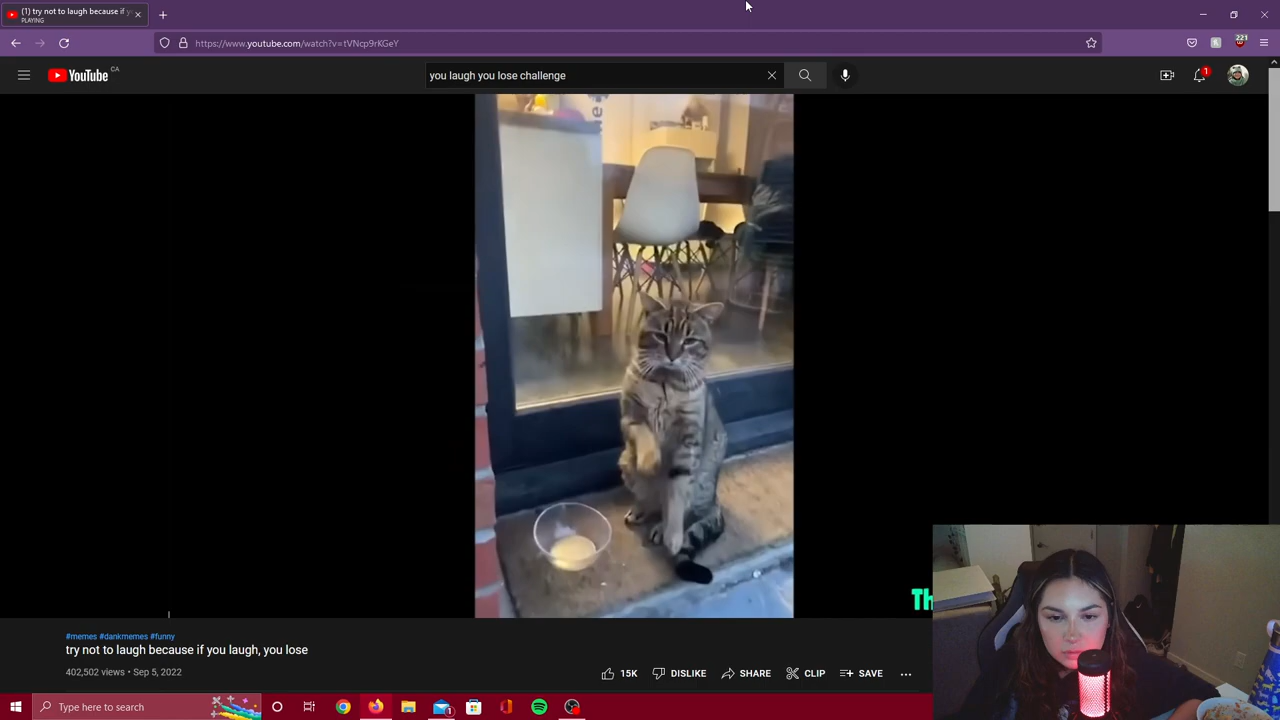 (1) try not to laugh because if y
PLAYING
https://www.youtube.com/watch?v=tVNcp9rKGeY
221
YouTube CA
you laugh you lose challenge
1
Th
#memes #dankmemes #funny
try not to laugh because if you laugh, you lose
402,502 views • Sep 5, 2022
15K
DISLIKE
SHARE
CLIP
SAVE
Type here to search